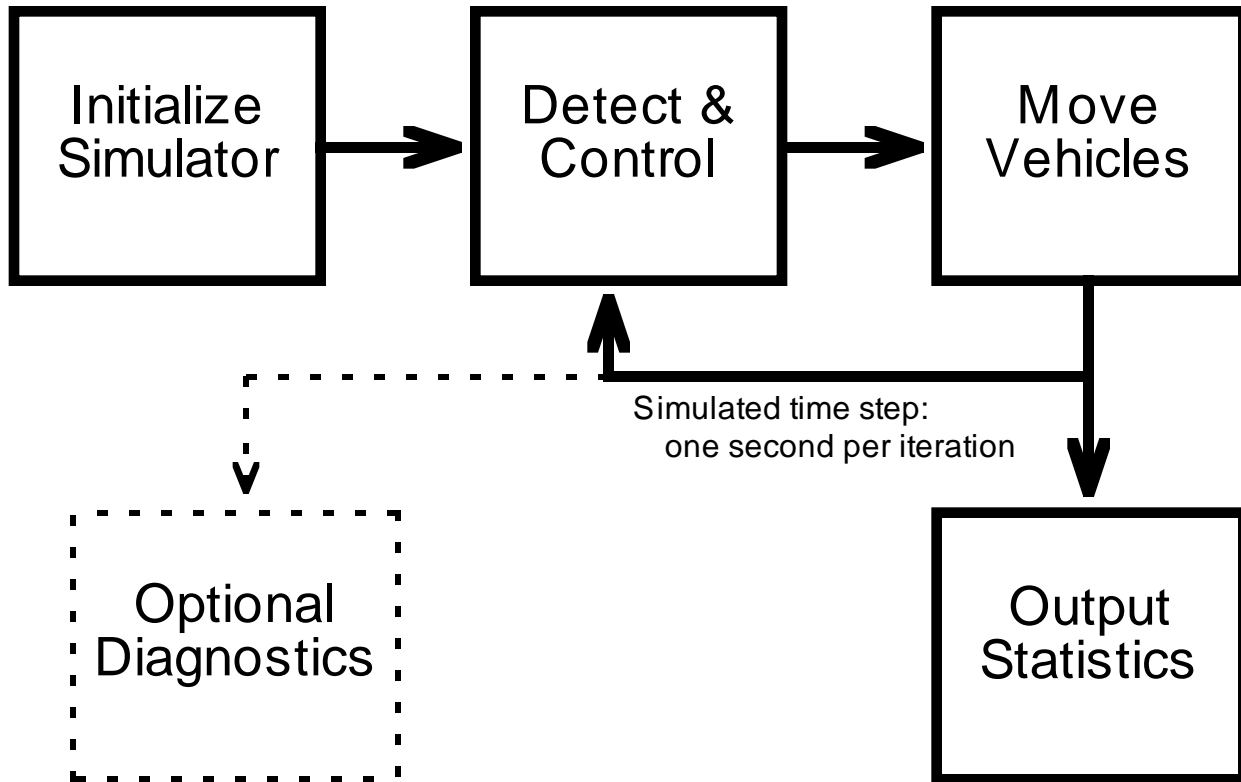 Initialize
Simulator
Detect &
Control
Move
Vehicles
Simulated time step:
one second per iteration
Optional
Diagnostics
Output
Statistics